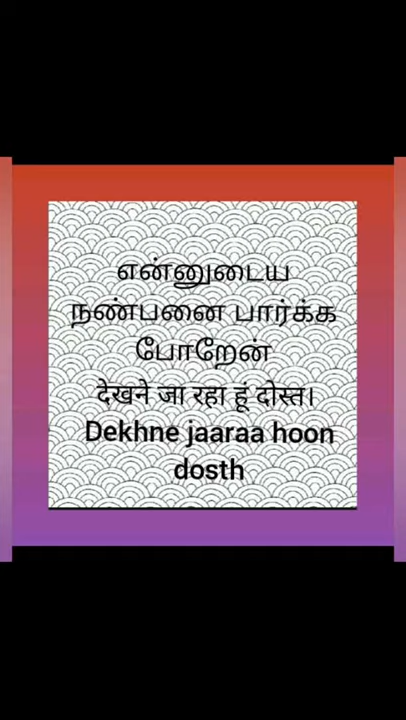 என்னுடைய
நண்பனை பார்க்க
போறேன்
देखने जा रहा हूं दोस्त।
Dekhne jaaraa hoon
dosth